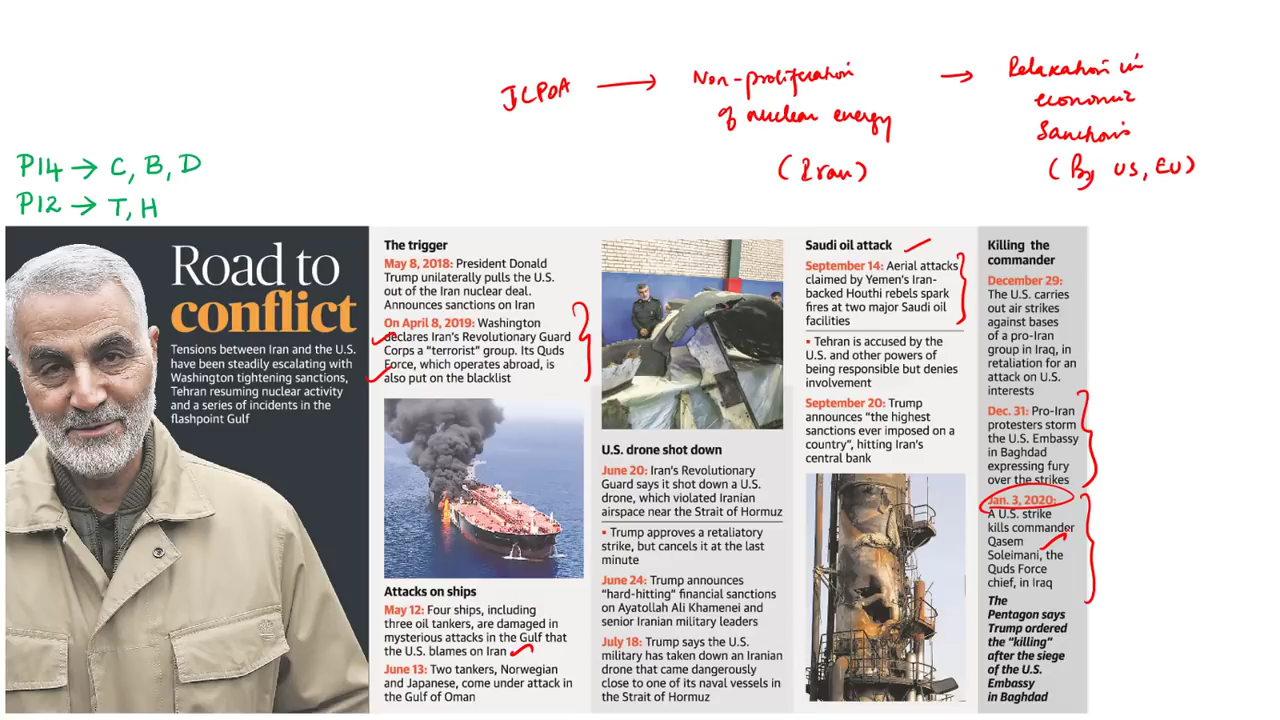 JCPOA → Non-proliferation → Relaxation in
of nuclear energy economic
Sanctions
(Iran) (By US, EU)
P14 → C, B, D
P12 → T, H
Road to
conflict
Tensions between Iran and the U.S.
have been steadily escalating with
Washington tightening sanctions,
Tehran resuming nuclear activity
and a series of incidents in the
flashpoint Gulf
The trigger
May 8, 2018: President Donald
Trump unilaterally pulls the U.S.
out of the Iran nuclear deal.
Announces sanctions on Iran
On April 8, 2019: Washington
declares Iran's Revolutionary Guard
Corps a "terrorist" group. Its Quds
Force, which operates abroad, is
also put on the blacklist
Attacks on ships
May 12: Four ships, including
three oil tankers, are damaged in
mysterious attacks in the Gulf that
the U.S. blames on Iran
June 13: Two tankers, Norwegian
and Japanese, come under attack in
the Gulf of Oman
U.S. drone shot down
June 20: Iran's Revolutionary
Guard says it shot down a U.S.
drone, which violated Iranian
airspace near the Strait of Hormuz
▪ Trump approves a retaliatory
strike, but cancels it at the last
minute
June 24: Trump announces
"hard-hitting" financial sanctions
on Ayatollah Ali Khamenei and
senior Iranian military leaders
July 18: Trump says the U.S.
military has taken down an Iranian
drone that came dangerously
close to one of its naval vessels in
the Strait of Hormuz
Saudi oil attack
September 14: Aerial attacks
claimed by Yemen's Iran-
backed Houthi rebels spark
fires at two major Saudi oil
facilities
▪ Tehran is accused by the
U.S. and other powers of
being responsible but denies
involvement
September 20: Trump
announces "the highest
sanctions ever imposed on a
country", hitting Iran's
central bank
Killing the
commander
December 29:
The U.S. carries
out air strikes
against bases
of a pro-Iran
group in Iraq, in
retaliation for an
attack on U.S.
interests
Dec. 31: Pro-Iran
protesters storm
the U.S. Embassy
in Baghdad
expressing fury
over the strikes
Jan. 3, 2020:
A U.S. strike
kills commander
Qasem
Soleimani, the
Quds Force
chief, in Iraq
The
Pentagon says
Trump ordered
the "killing"
after the siege
of the U.S.
Embassy
in Baghdad